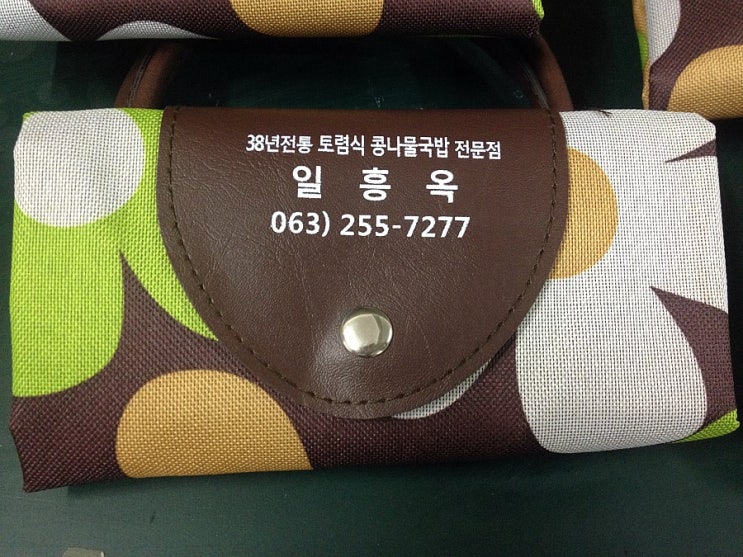 38년전통 토렴식 콩나물국밥 전문점
일 흥 옥
063) 255-7277